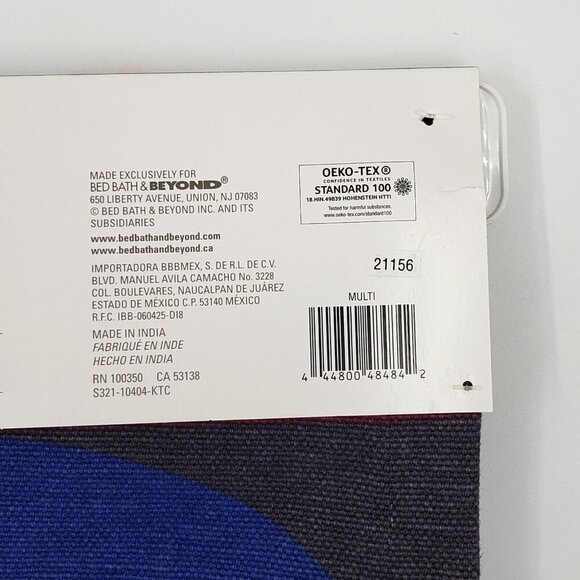 MADE EXCLUSIVELY FOR
BED BATH & BEYOND®
650 LIBERTY AVENUE, UNION, NJ 07083
© BED BATH & BEYOND INC. AND ITS
SUBSIDIARIES
www.bedbathandbeyond.com
www.bedbathandbeyond.ca
IMPORTADORA BBBMEX, S. DE R.L. DE C.V.
BLVD. MANUEL AVILA CAMACHO No. 3228
COL. BOULEVARES, NAUCALPAN DE JUÁREZ
ESTADO DE MÉXICO C.P. 53140 MÉXICO
R.F.C. IBB-060425-DI8
MADE IN INDIA
FABRIQUÉ EN INDE
HECHO EN INDIA
RN 100350 CA 53138
S321-10404-KTC
OEKO-TEX®
CONFIDENCE IN TEXTILES
STANDARD 100
18.HIN.49839 HOHENSTEIN HTTI
Tested for harmful substances.
www.oeko-tex.com/standard100
21156
MULTI
4 44800 48484 2